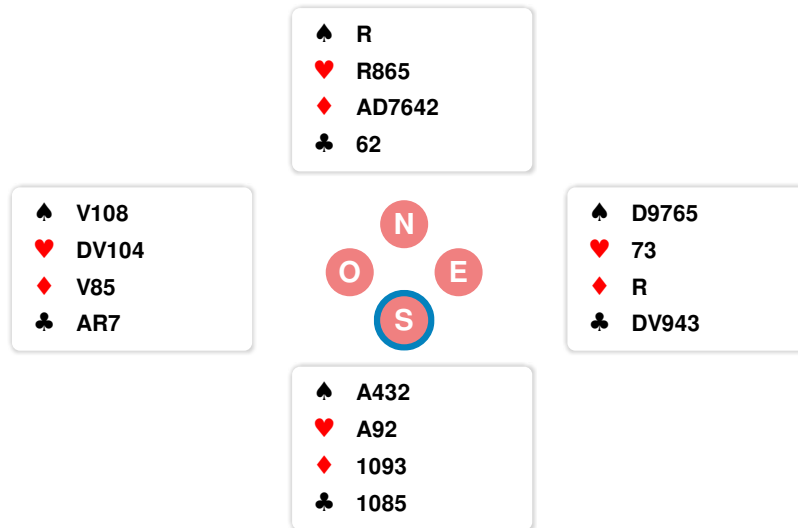 ♠ R
♥ R865
♦ AD7642
♣ 62
♠ V108
♥ DV104
♦ V85
♣ AR7
N
O E
S
♠ D9765
♥ 73
♦ R
♣ DV943
♠ A432
♥ A92
♦ 1093
♣ 1085